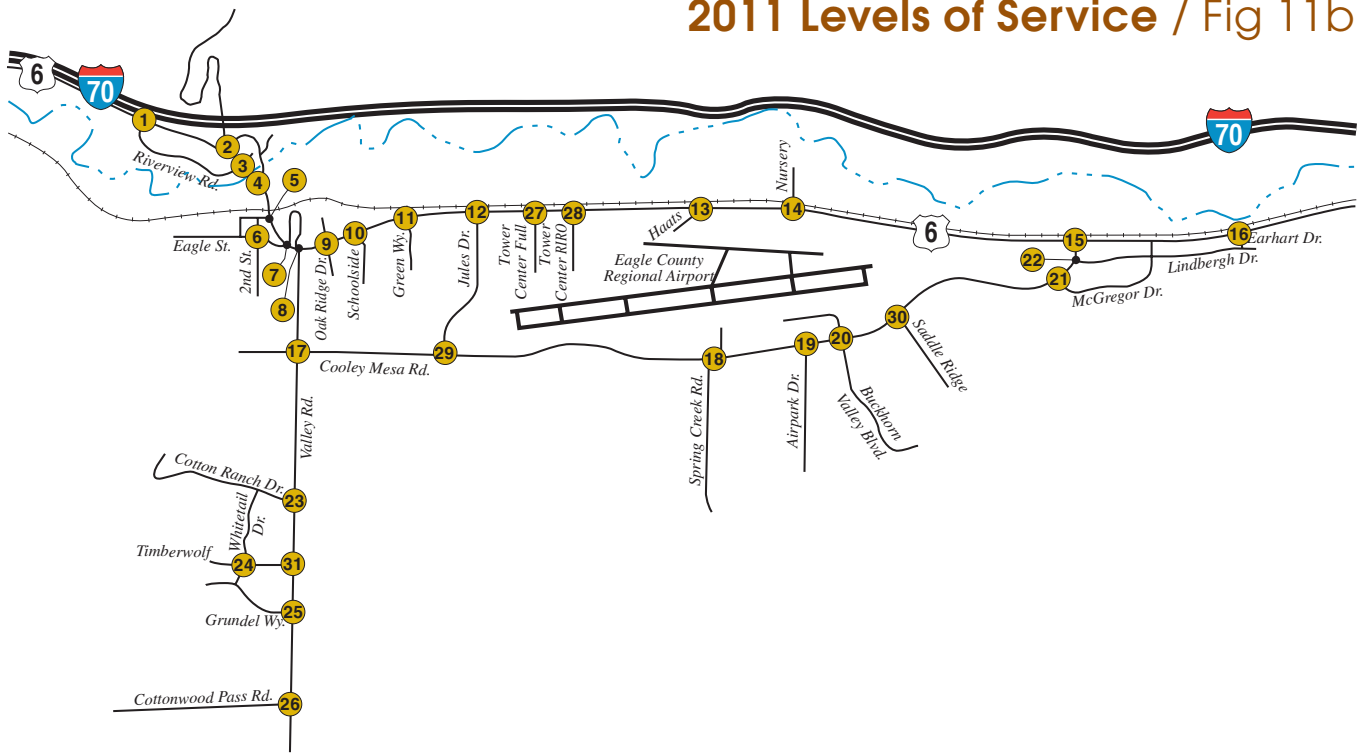 2011 Levels of Service / Fig 11b
6
70
1
70
2
Nursery
3
Riverview Rd.
4
5
11
12
27
28
13
14
Haats
6
Eagle St.
6
9
10
15
16
Earhart Dr.
2nd St.
7
8
Oak Ridge Dr.
Schoolside
Green Wy.
Jules Dr.
Tower
Center Full
Tower
Center RIRO
Eagle County
Regional Airport
22
21
Lindbergh Dr.
McGregor Dr.
30
Saddle Ridge
17
Cooley Mesa Rd.
29
18
19
20
Valley Rd.
Spring Creek Rd.
Airpark Dr.
Buckhorn
Valley Blvd.
Cotton Ranch Dr.
23
Whitetail
Dr.
Timberwolf
24
31
Grundel Wy.
25
Cottonwood Pass Rd.
26